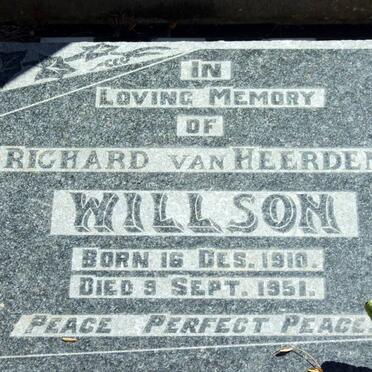 IN
LOVING MEMORY
OF
RICHARD VAN HEERDEN
WILLSON
BORN 16 DES. 1910.
DIED 9 SEPT. 1951.
PEACE PERFECT PEACE